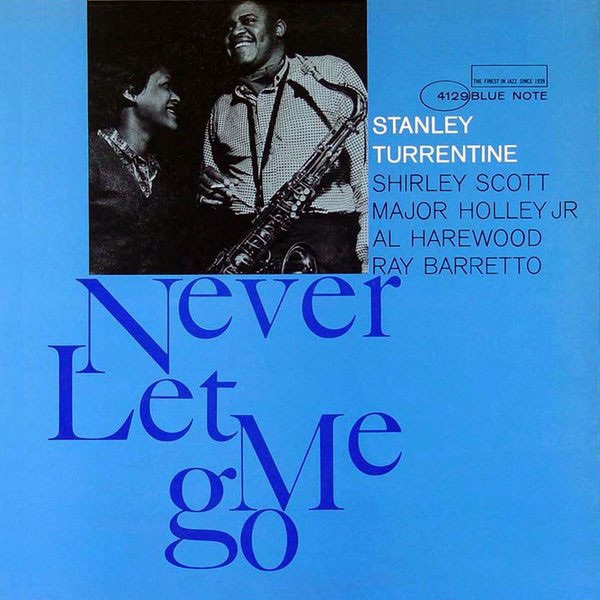 THE FINEST IN JAZZ SINCE 1939
4129 BLUE NOTE
STANLEY
TURRENTINE
SHIRLEY SCOTT
MAJOR HOLLEY JR
AL HAREWOOD
RAY BARRETTO
Never
Let Me
go